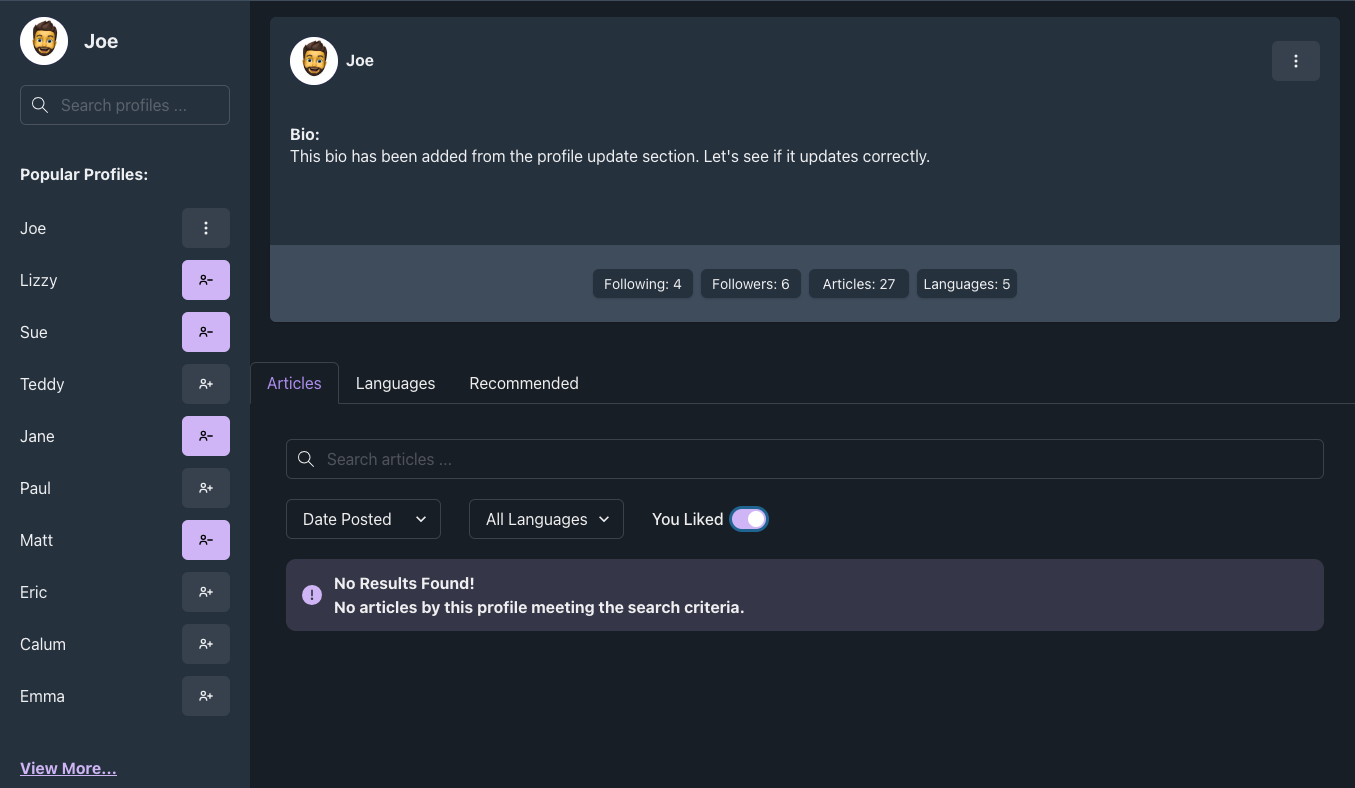 Joe
Search profiles ...
Popular Profiles:
Joe
Lizzy
Sue
Teddy
Jane
Paul
Matt
Eric
Calum
Emma
View More...
Joe
Bio:
This bio has been added from the profile update section. Let's see if it updates correctly.
Following: 4 Followers: 6 Articles: 27 Languages: 5
Articles Languages Recommended
Search articles ...
Date Posted All Languages You Liked
No Results Found!
No articles by this profile meeting the search criteria.